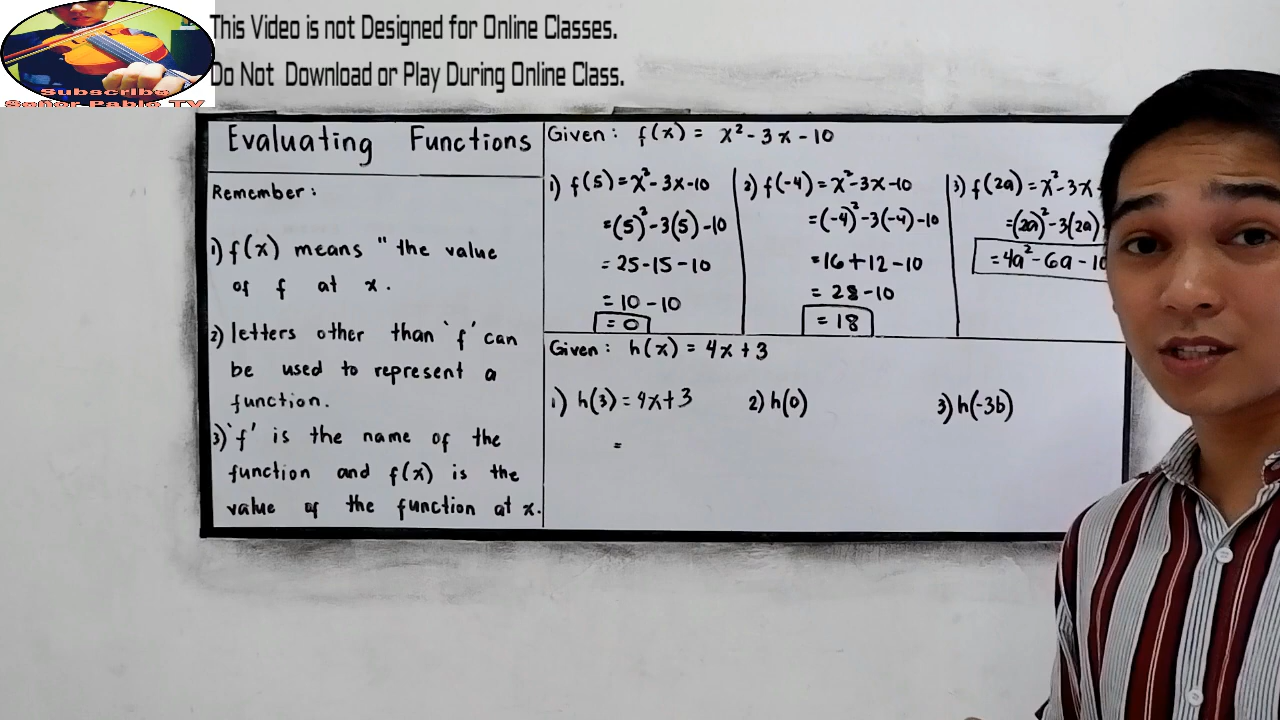 This Video is not Designed for Online Classes.
Do Not Download or Play During Online Class.
Subscribe
Señor Pablo TV
Evaluating Functions
Remember:
1) f(x) means " the value
of f at x.
2) letters other than `f' can
be used to represent a
function.
3) `f' is the name of the
function and f(x) is the
value of the function at x.
Given: f(x) = x² - 3x - 10
1) f(5) = x² - 3x - 10
= (5)² - 3(5) - 10
= 25 - 15 - 10
= 10 - 10
= 0
2) f(-4) = x² - 3x - 10
= (-4)² - 3(-4) - 10
= 16 + 12 - 10
= 28 - 10
= 18
3) f(2a) = x² - 3x -
= (2a)² - 3(2a)
= 4a² - 6a - 10
Given: h(x) = 4x + 3
1) h(3) = 4x + 3
=
2) h(0)
3) h(-3b)